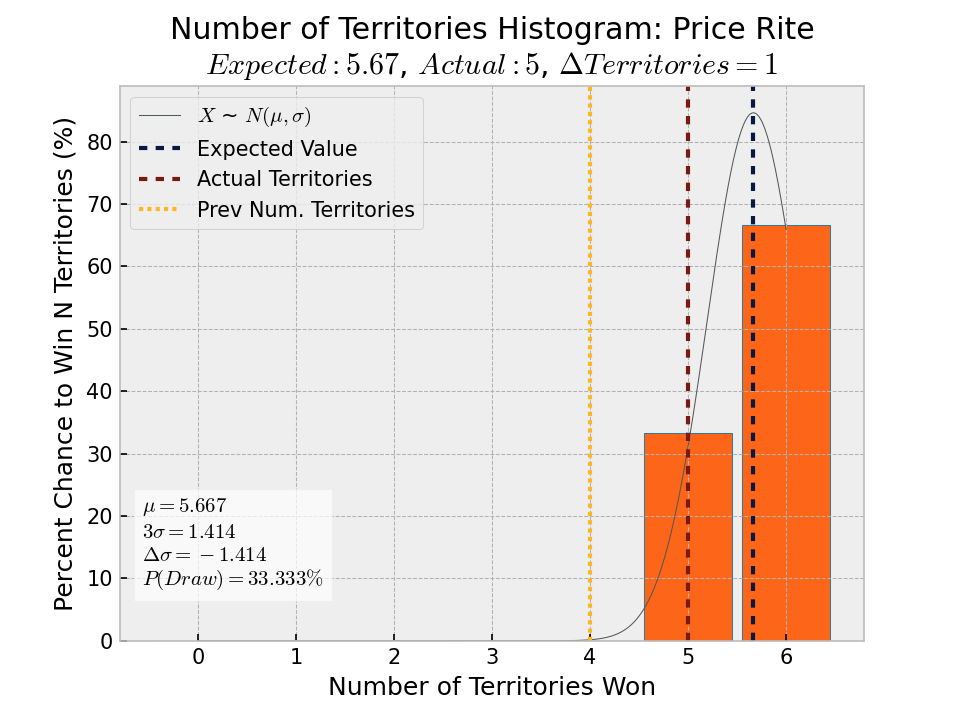 Number of Territories Histogram: Price Rite
Expected : 5.67, Actual : 5, ΔTerritories = 1
X ~ N(μ, σ)
Expected Value
Actual Territories
Prev Num. Territories
Percent Chance to Win N Territories (%)
80
70
60
50
40
30
20
10
0
μ = 5.667
3σ = 1.414
Δσ = −1.414
P(Draw) = 33.333%
0 1 2 3 4 5 6
Number of Territories Won